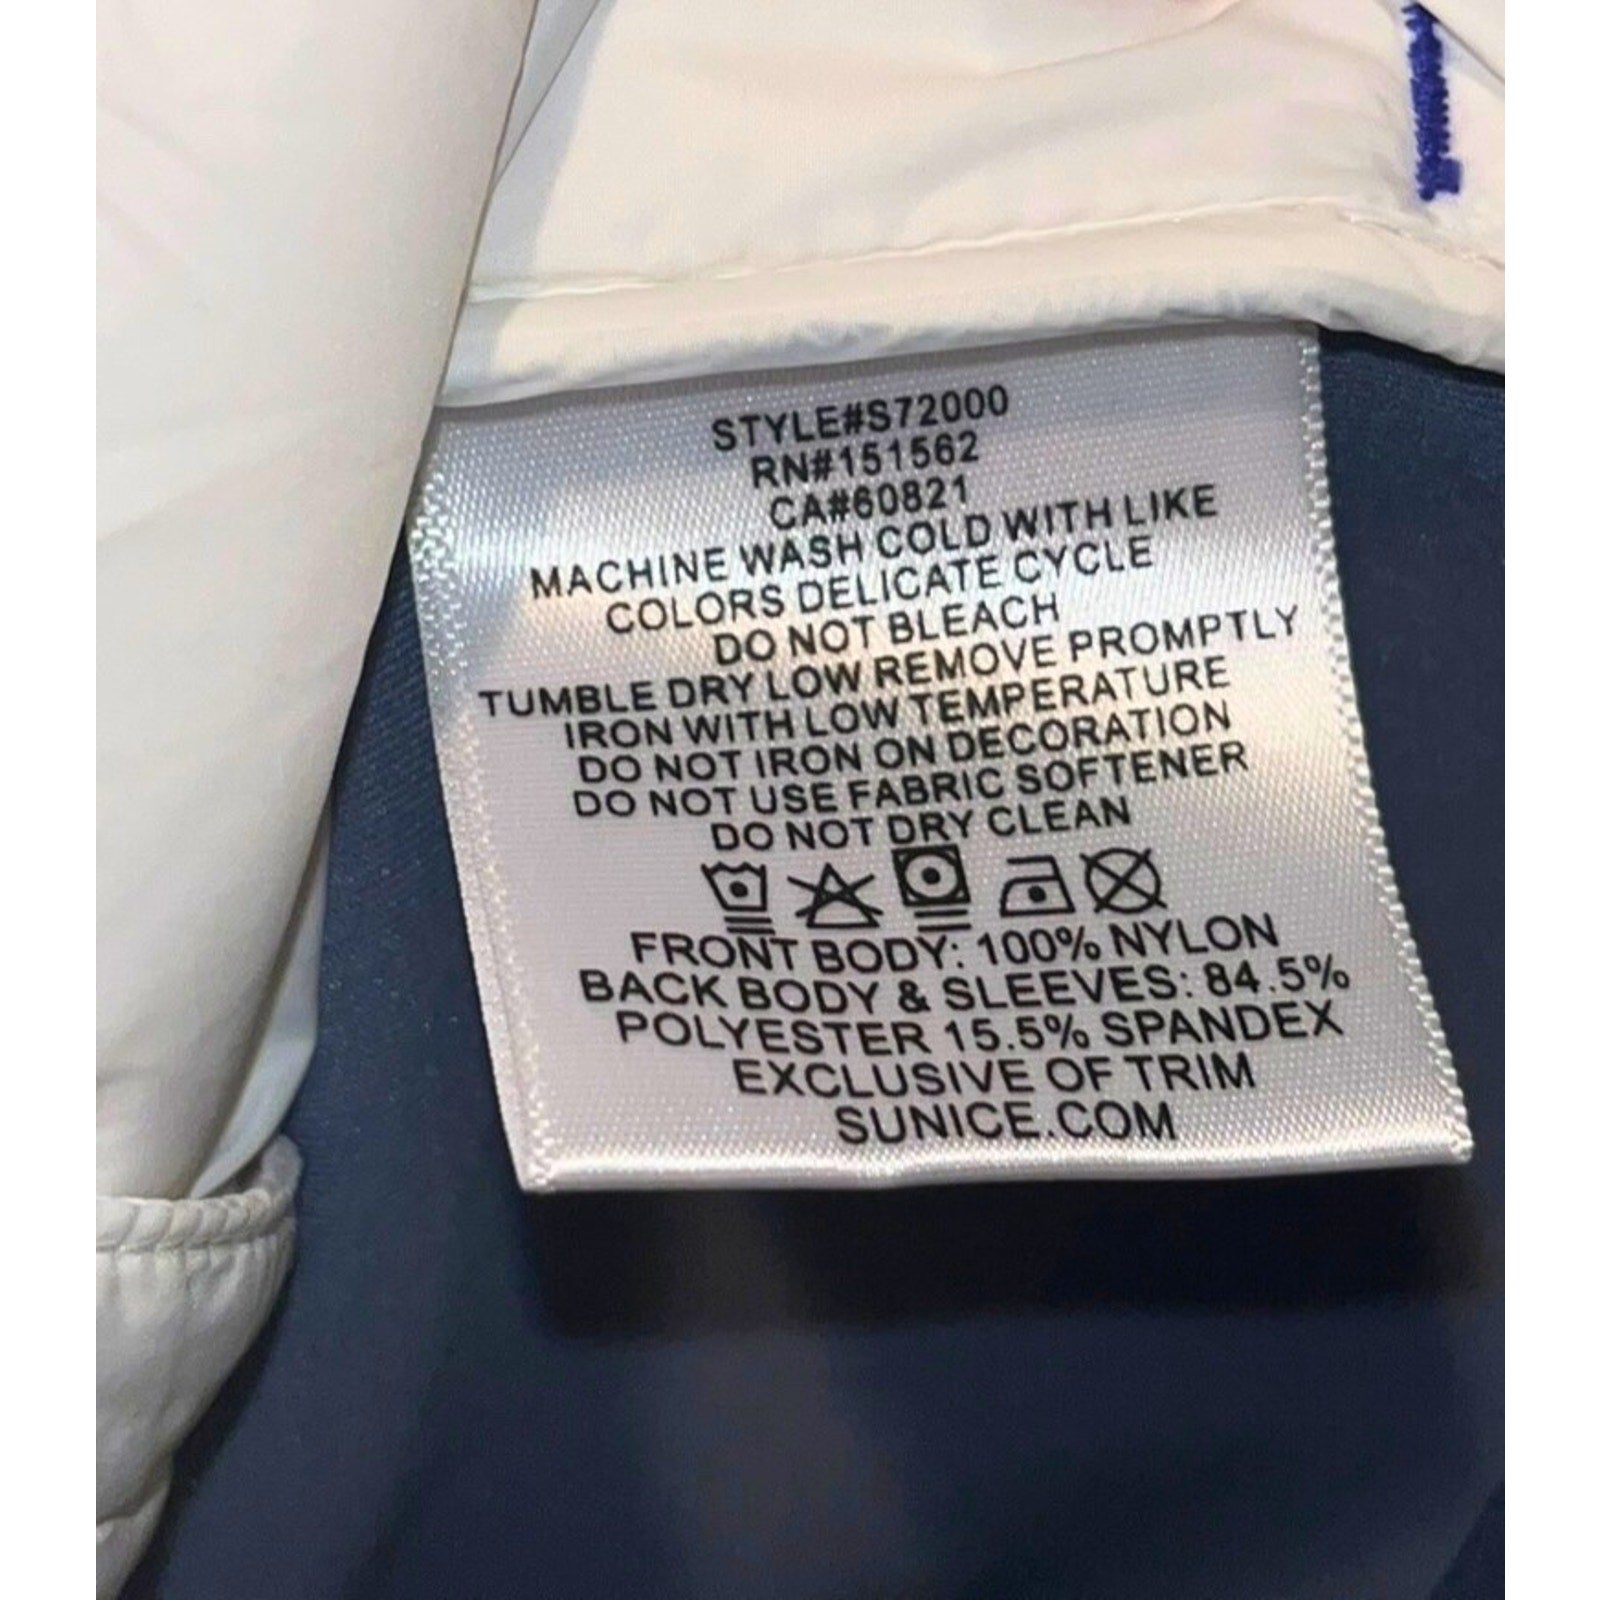 STYLE#S72000
RN#151562
CA#60821
MACHINE WASH COLD WITH LIKE
COLORS DELICATE CYCLE
DO NOT BLEACH
TUMBLE DRY LOW REMOVE PROMPTLY
IRON WITH LOW TEMPERATURE
DO NOT IRON ON DECORATION
DO NOT USE FABRIC SOFTENER
DO NOT DRY CLEAN
FRONT BODY: 100% NYLON
BACK BODY & SLEEVES: 84.5%
POLYESTER 15.5% SPANDEX
EXCLUSIVE OF TRIM
SUNICE.COM